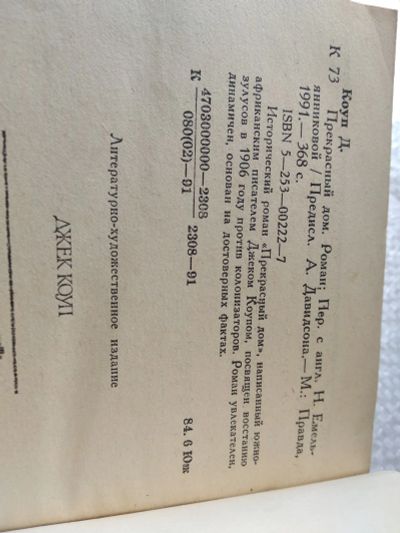 Коуп Д.
К 73 Прекрасный дом. Роман; Пер. с англ. Н. Емель-
янниковой / Предисл. А. Давидсона.— М.: Правда,
1991.— 368 с.
ISBN 5—253—00222—7
Исторический роман «Прекрасный дом», написанный южно-
африканским писателем Джеком Коупом, посвящен восстанию
зулусов в 1906 году против колонизаторов. Роман увлекателен,
динамичен, основан на достоверных фактах.
К 4703000000—2308 2308—91 84. 6 Юж
080(02)—91
Литературно-художественное издание
ДЖЕК КОУП